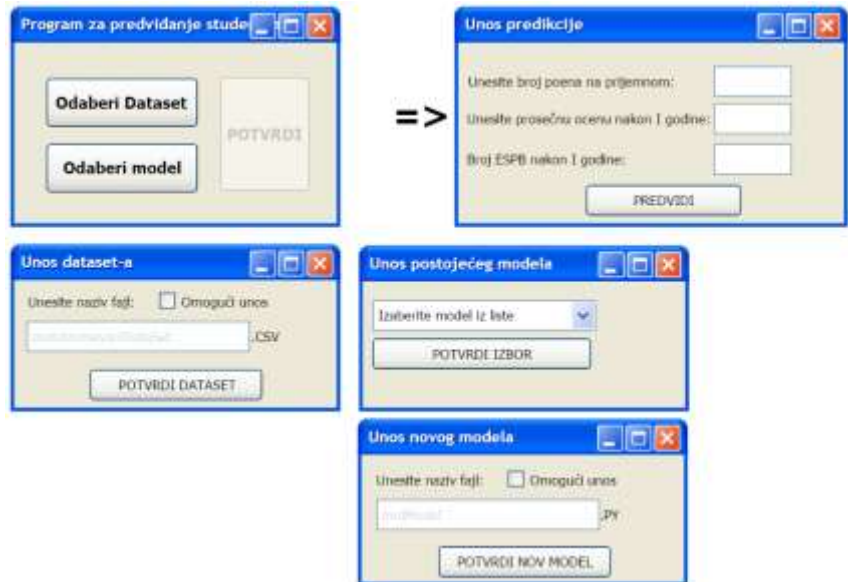 Program za predviđanje stude
Odaberi Dataset
Odaberi model
POTVRDI
=>
Unos predikcije
Unesite broj poena na prijemnom:
Unesite prosečnu ocenu nakon I godine:
Broj ESPB nakon I godine:
PREDVIDI
Unos dataset-a
Unesite naziv fajl: Omogući unos
.CSV
POTVRDI DATASET
Unos postojećeg modela
Izaberite model iz liste
POTVRDI IZBOR
Unos novog modela
Unesite naziv fajl: Omogući unos
.PY
POTVRDI NOV MODEL